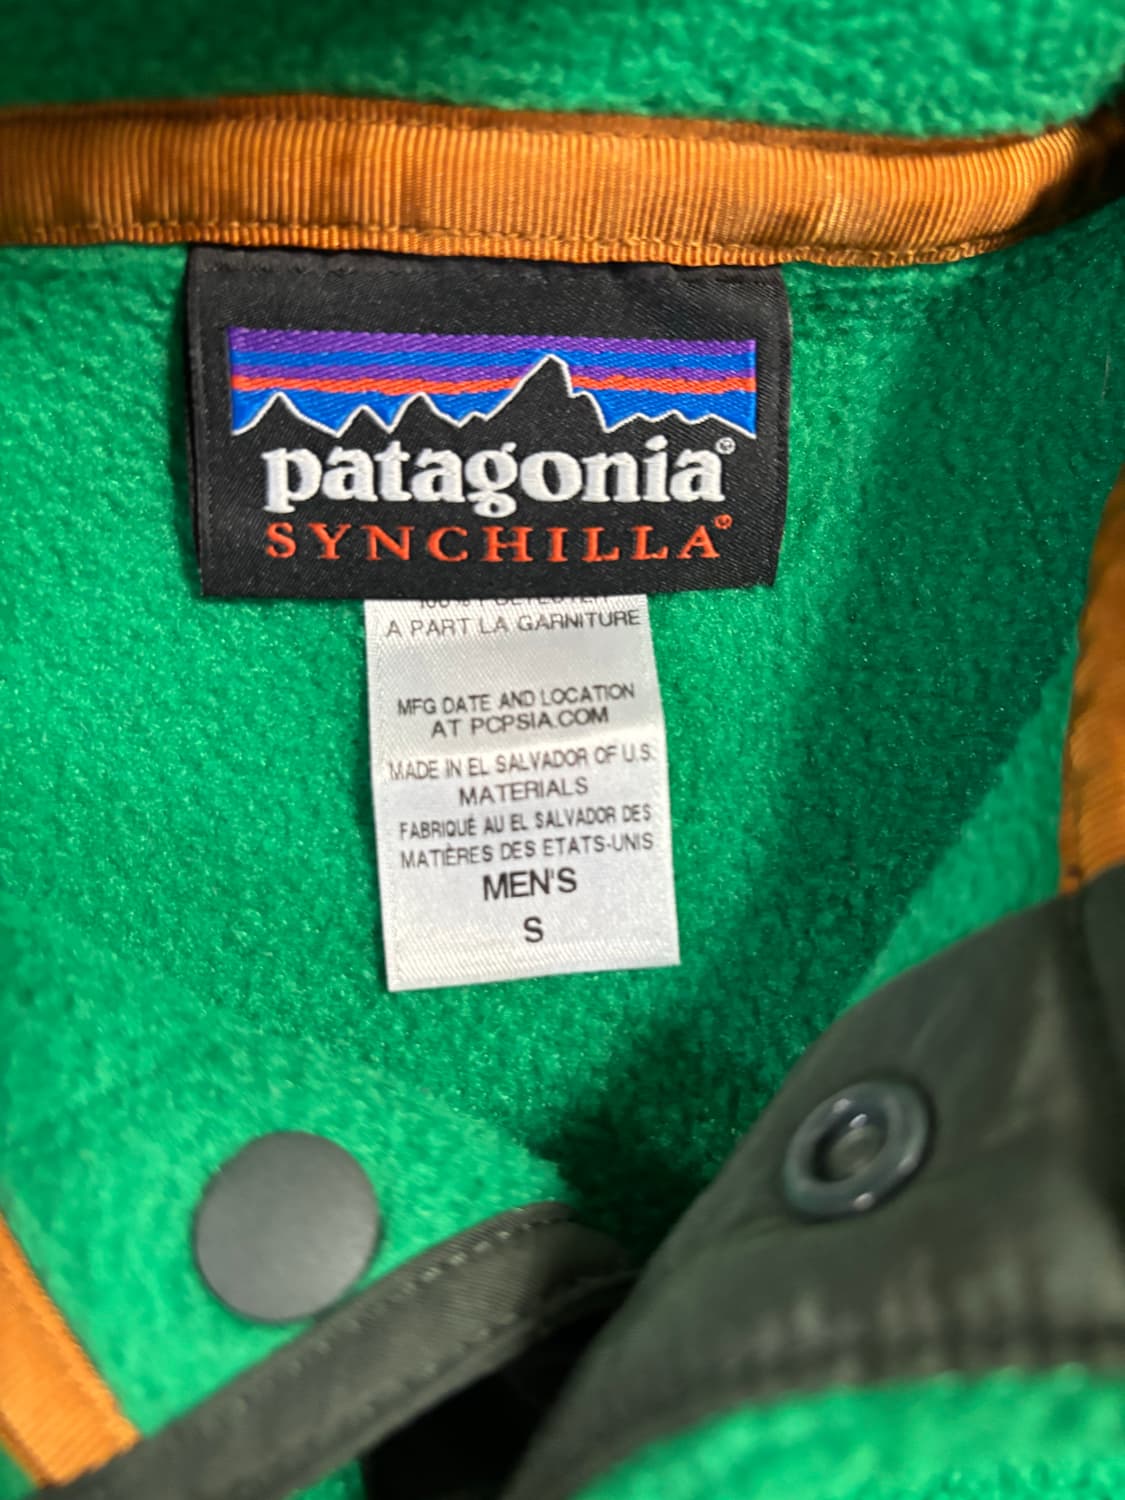 patagonia®
SYNCHILLA®
A PART LA GARNITURE
MFG DATE AND LOCATION
AT PCPSIA.COM
MADE IN EL SALVADOR OF U.S.
MATERIALS
FABRIQUÉ AU EL SALVADOR DES
MATIÈRES DES ETATS-UNIS
MEN'S
S